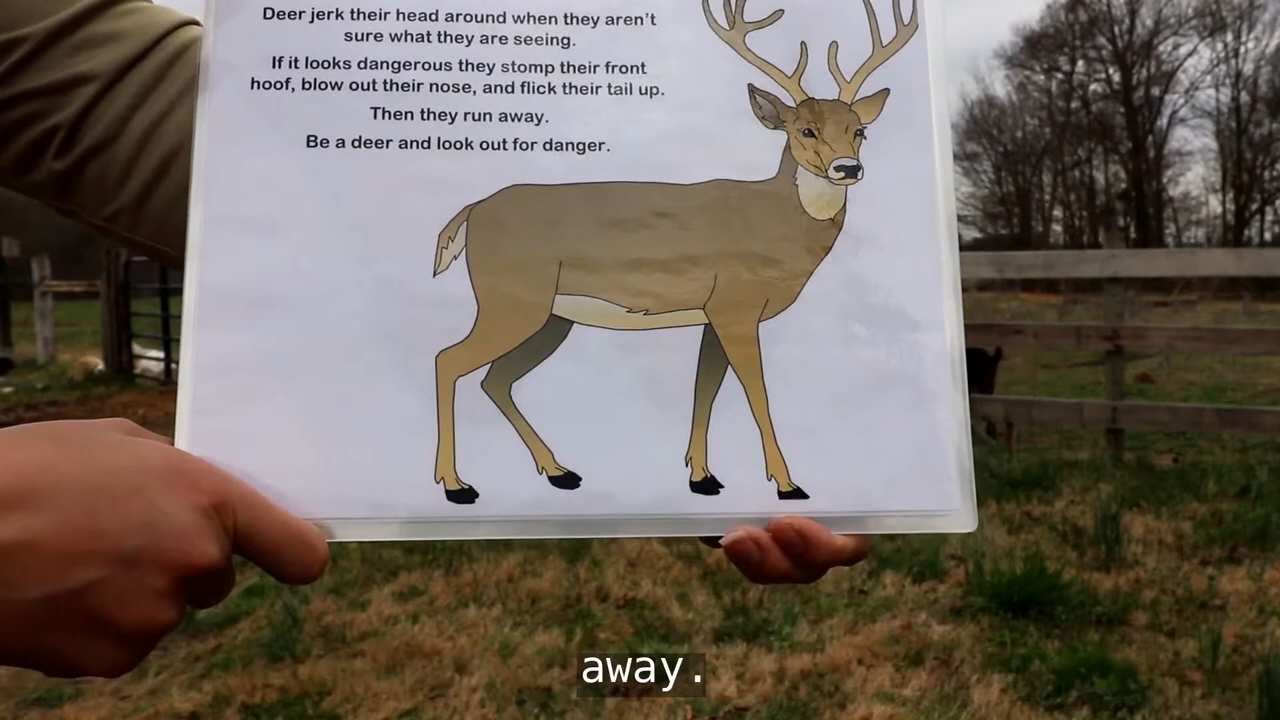 Deer jerk their head around when they aren't
sure what they are seeing.
If it looks dangerous they stomp their front
hoof, blow out their nose, and flick their tail up.
Then they run away.
Be a deer and look out for danger.
away.